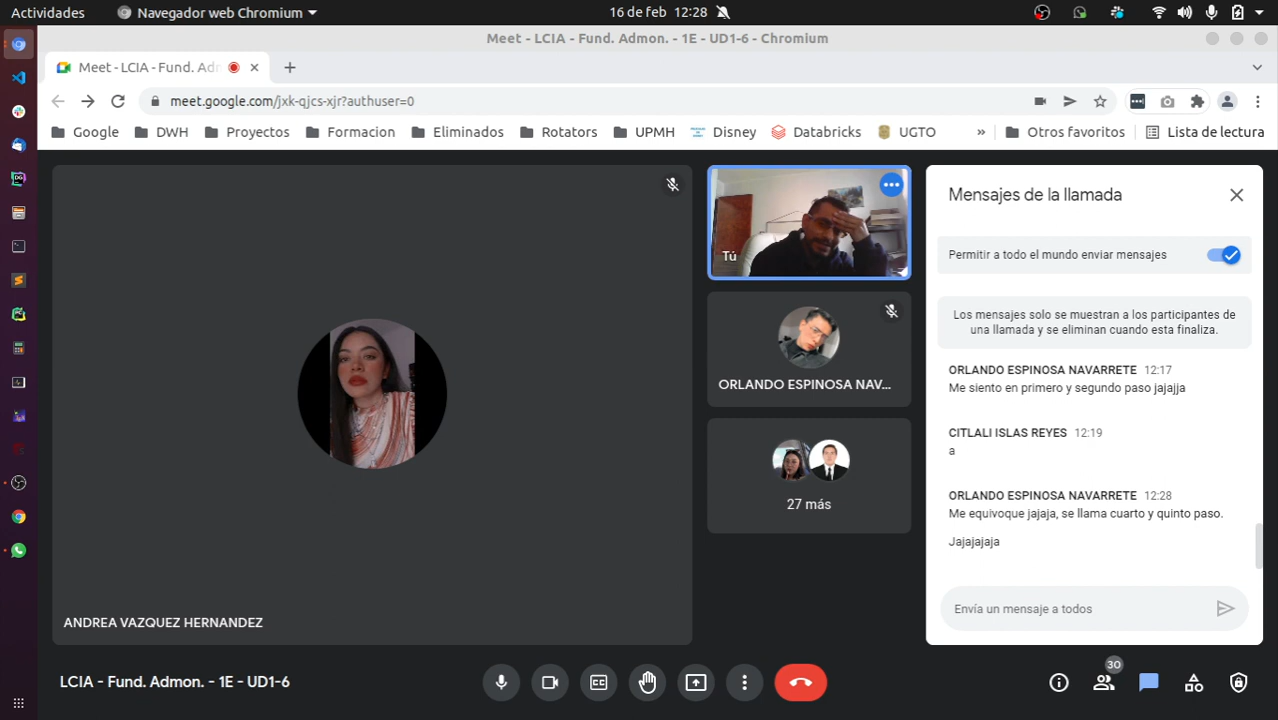 Actividades
Navegador web Chromium
16 de feb 12:28
Meet - LCIA - Fund. Admon. - 1E - UD1-6 - Chromium
Meet - LCIA - Fund. Adm
meet.google.com/jxk-qjcs-xjr?authuser=0
Google DWH Proyectos Formacion Eliminados Rotators UPMH Disney Databricks UGTO » Otros favoritos Lista de lectura
Tú
ORLANDO ESPINOSA NAV...
27 más
ANDREA VAZQUEZ HERNANDEZ
Mensajes de la llamada
Permitir a todo el mundo enviar mensajes
Los mensajes solo se muestran a los participantes de
una llamada y se eliminan cuando esta finaliza.
ORLANDO ESPINOSA NAVARRETE 12:17
Me siento en primero y segundo paso jajajja
CITLALI ISLAS REYES 12:19
a
ORLANDO ESPINOSA NAVARRETE 12:28
Me equivoque jajaja, se llama cuarto y quinto paso.
Jajajajaja
Envía un mensaje a todos
LCIA - Fund. Admon. - 1E - UD1-6
30